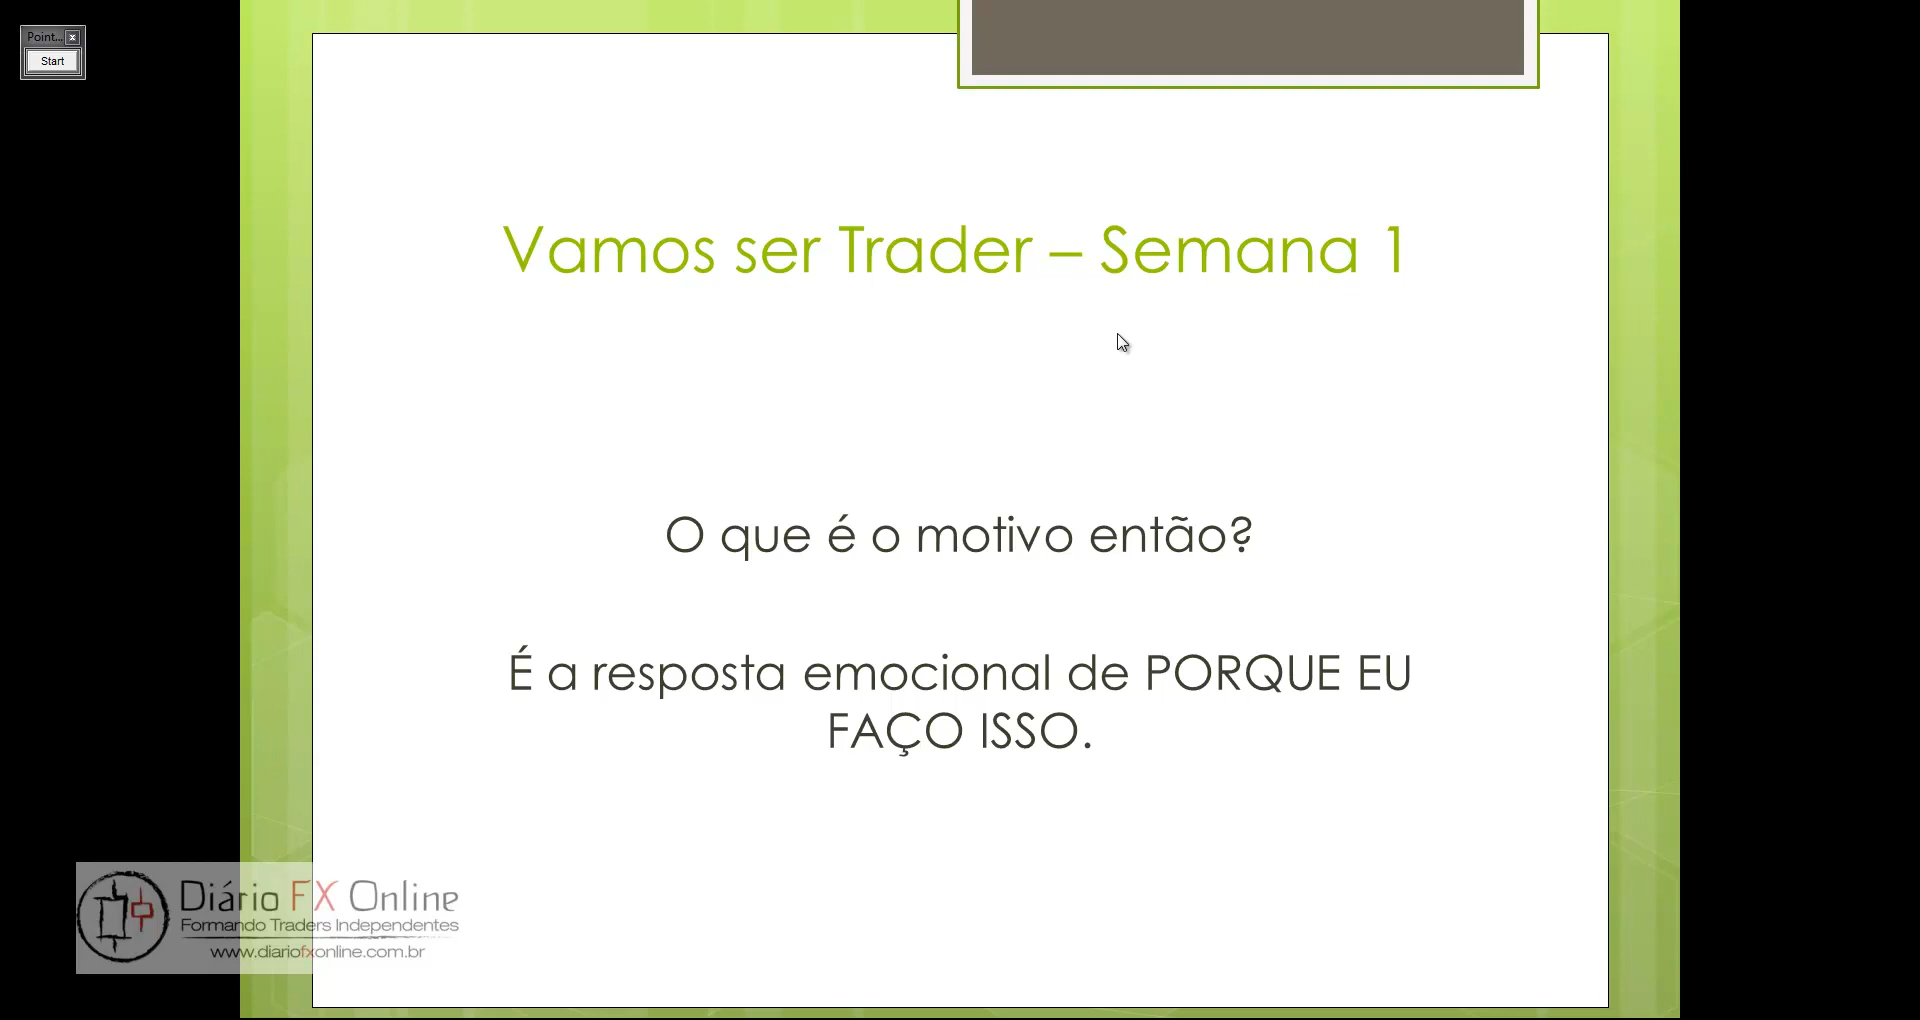 Point...
Start
Vamos ser Trader – Semana 1
O que é o motivo então?
É a resposta emocional de PORQUE EU
FAÇO ISSO.
Diário FX Online
Formando Traders Independentes
www.diariofxonline.com.br